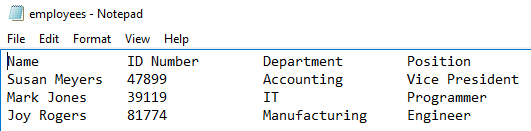 employees - Notepad
File Edit Format View Help
Name ID Number Department Position
Susan Meyers 47899 Accounting Vice President
Mark Jones 39119 IT Programmer
Joy Rogers 81774 Manufacturing Engineer